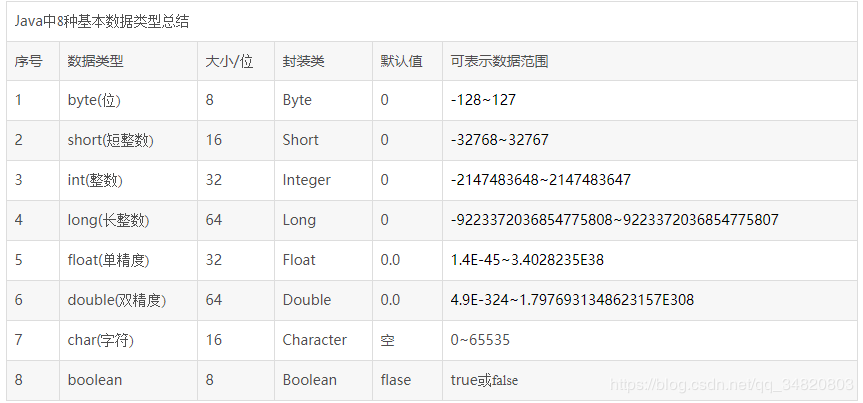 Java中8种基本数据类型总结
序号 数据类型 大小/位 封装类 默认值 可表示数据范围
1 byte(位) 8 Byte 0 -128~127
2 short(短整数) 16 Short 0 -32768~32767
3 int(整数) 32 Integer 0 -2147483648~2147483647
4 long(长整数) 64 Long 0 -9223372036854775808~9223372036854775807
5 float(单精度) 32 Float 0.0 1.4E-45~3.4028235E38
6 double(双精度) 64 Double 0.0 4.9E-324~1.7976931348623157E308
7 char(字符) 16 Character 空 0~65535
8 boolean 8 Boolean flase true或false
https://blog.csdn.net/qq_34820803